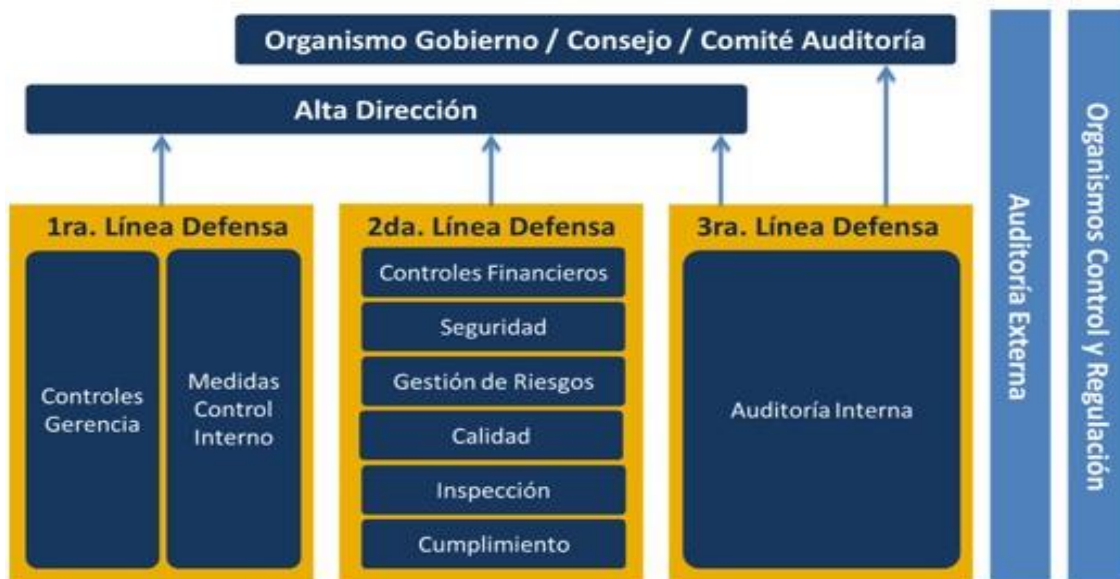 Organismo Gobierno / Consejo / Comité Auditoría
Alta Dirección
1ra. Línea Defensa
Controles
Gerencia
Medidas
Control
Interno
2da. Línea Defensa
Controles Financieros
Seguridad
Gestión de Riesgos
Calidad
Inspección
Cumplimiento
3ra. Línea Defensa
Auditoría Interna
Auditoría Externa
Organismos Control y Regulación